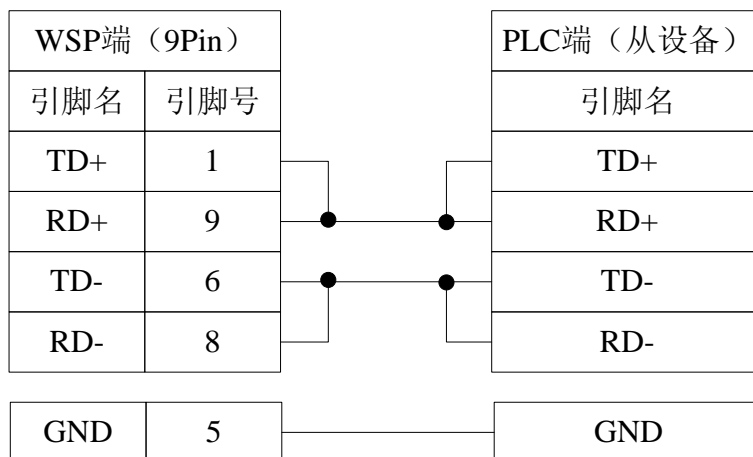 WSP端（9Pin） PLC端（从设备）
引脚名 引脚号 引脚名
TD+ 1 TD+
RD+ 9 RD+
TD- 6 TD-
RD- 8 RD-
GND 5 GND